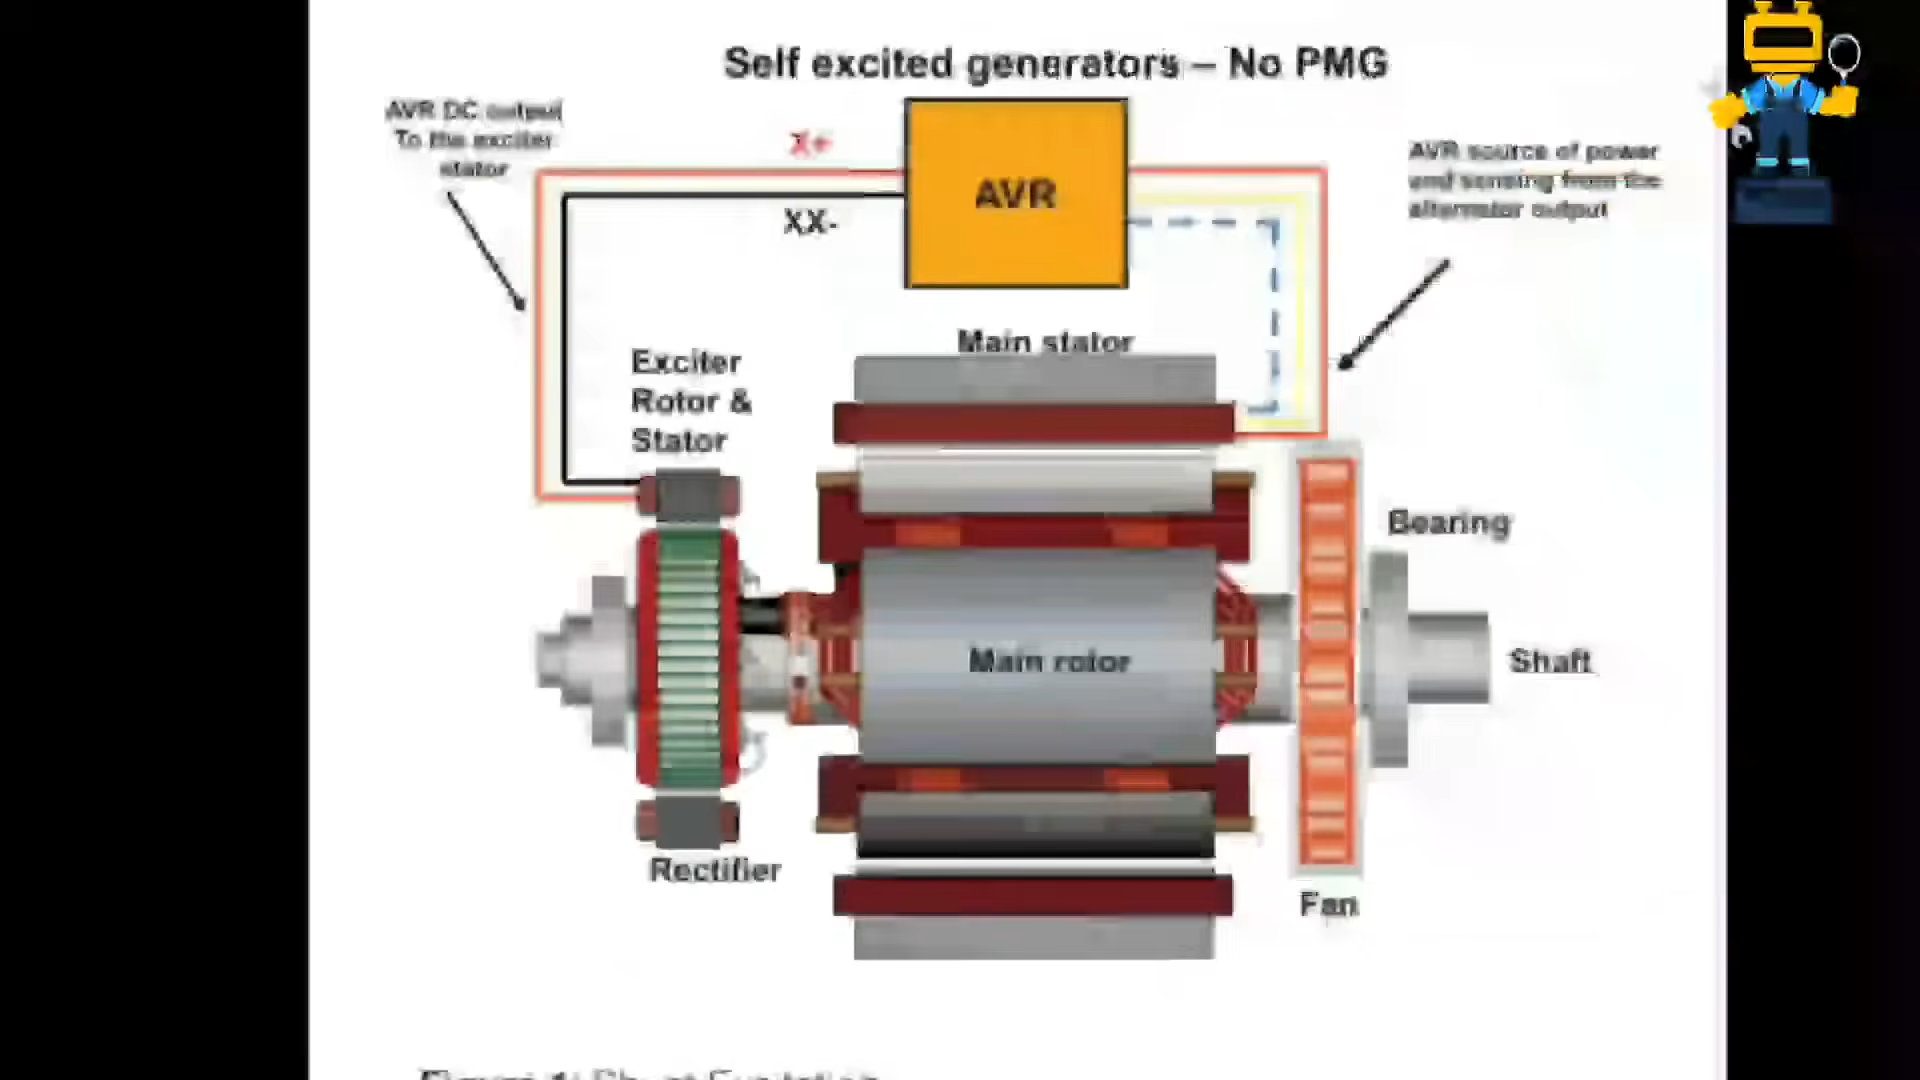 Self excited generators – No PMG
AVR DC output
To the exciter
stator
X+
XX-
AVR
AVR source of power
and sensing from the
alternator output
Main stator
Exciter
Rotor &
Stator
Bearing
Main rotor
Shaft
Rectifier
Fan